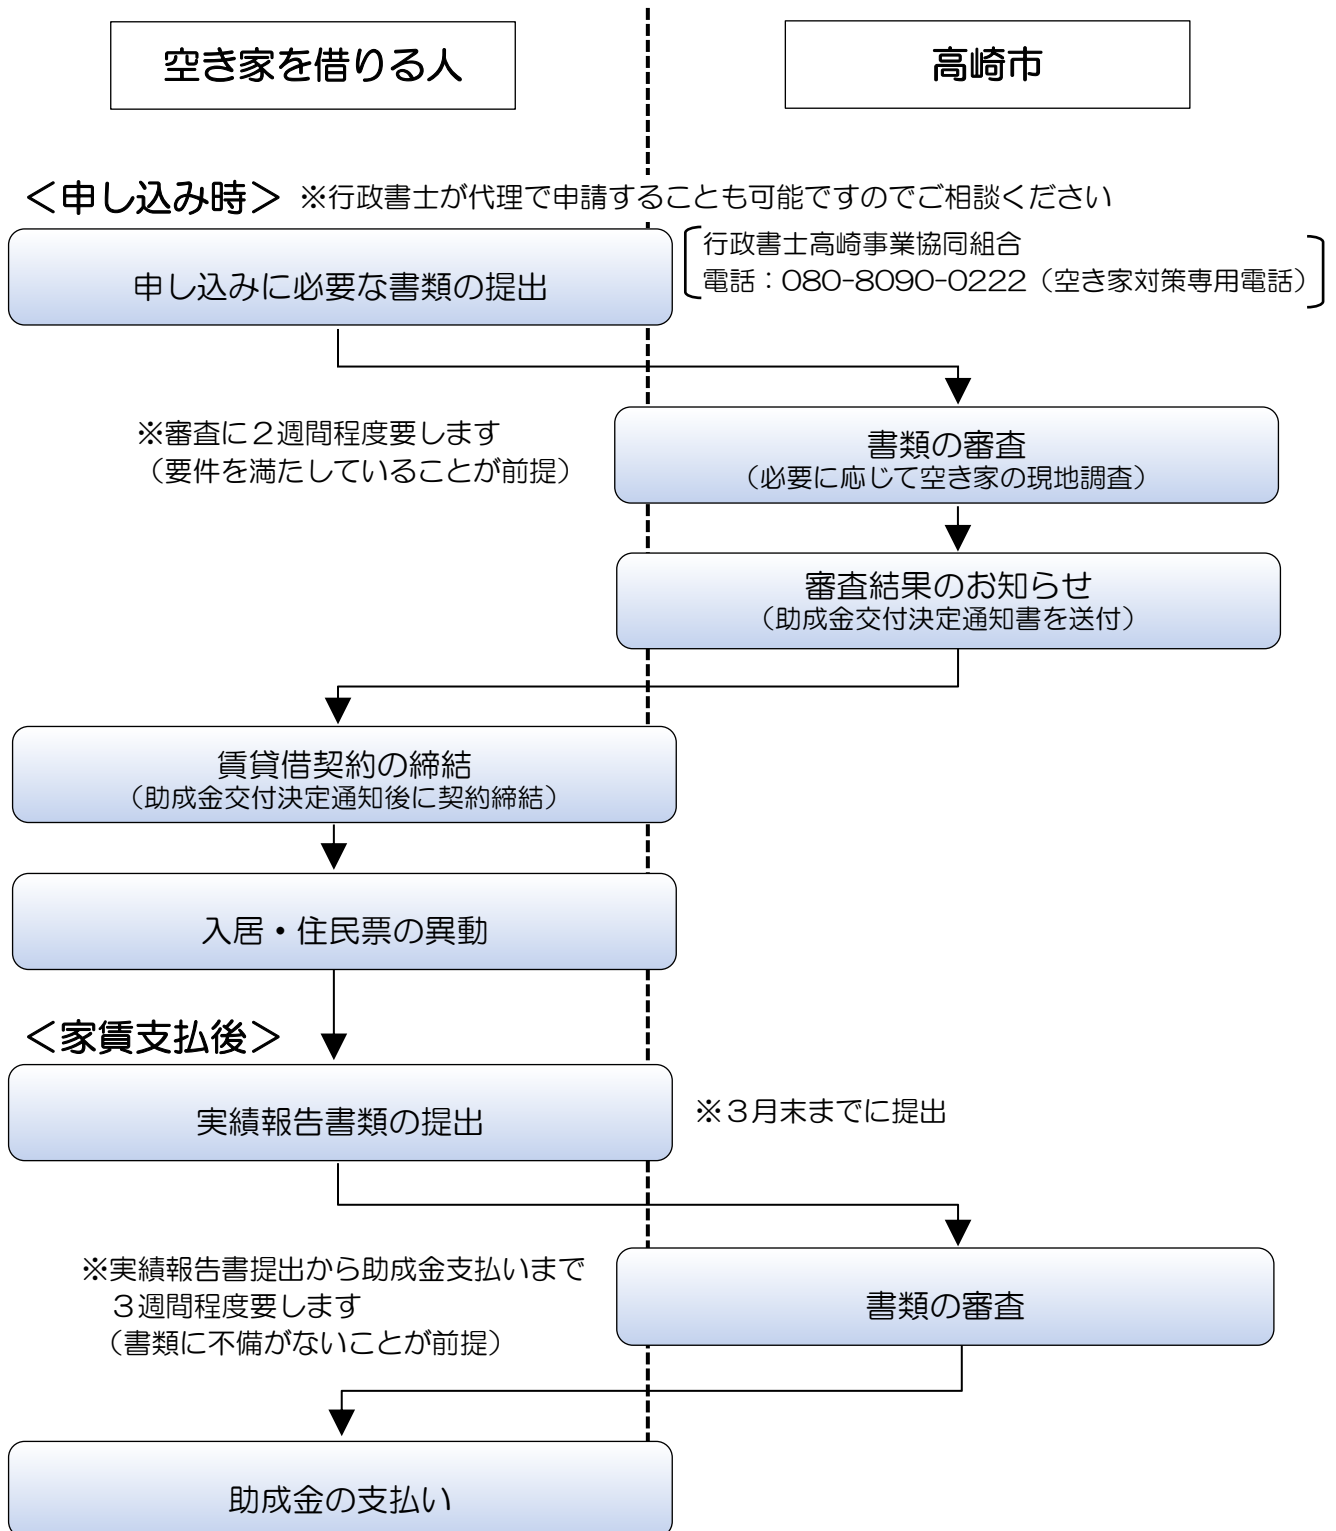 空き家を借りる人
高崎市
＜申し込み時＞ ※行政書士が代理で申請することも可能ですのでご相談ください
行政書士高崎事業協同組合
電話：080-8090-0222（空き家対策専用電話）
申し込みに必要な書類の提出
※審査に２週間程度要します
（要件を満たしていることが前提）
書類の審査
（必要に応じて空き家の現地調査）
審査結果のお知らせ
（助成金交付決定通知書を送付）
賃貸借契約の締結
（助成金交付決定通知後に契約締結）
入居・住民票の異動
＜家賃支払後＞
実績報告書類の提出
※３月末までに提出
※実績報告書提出から助成金支払いまで
３週間程度要します
（書類に不備がないことが前提）
書類の審査
助成金の支払い